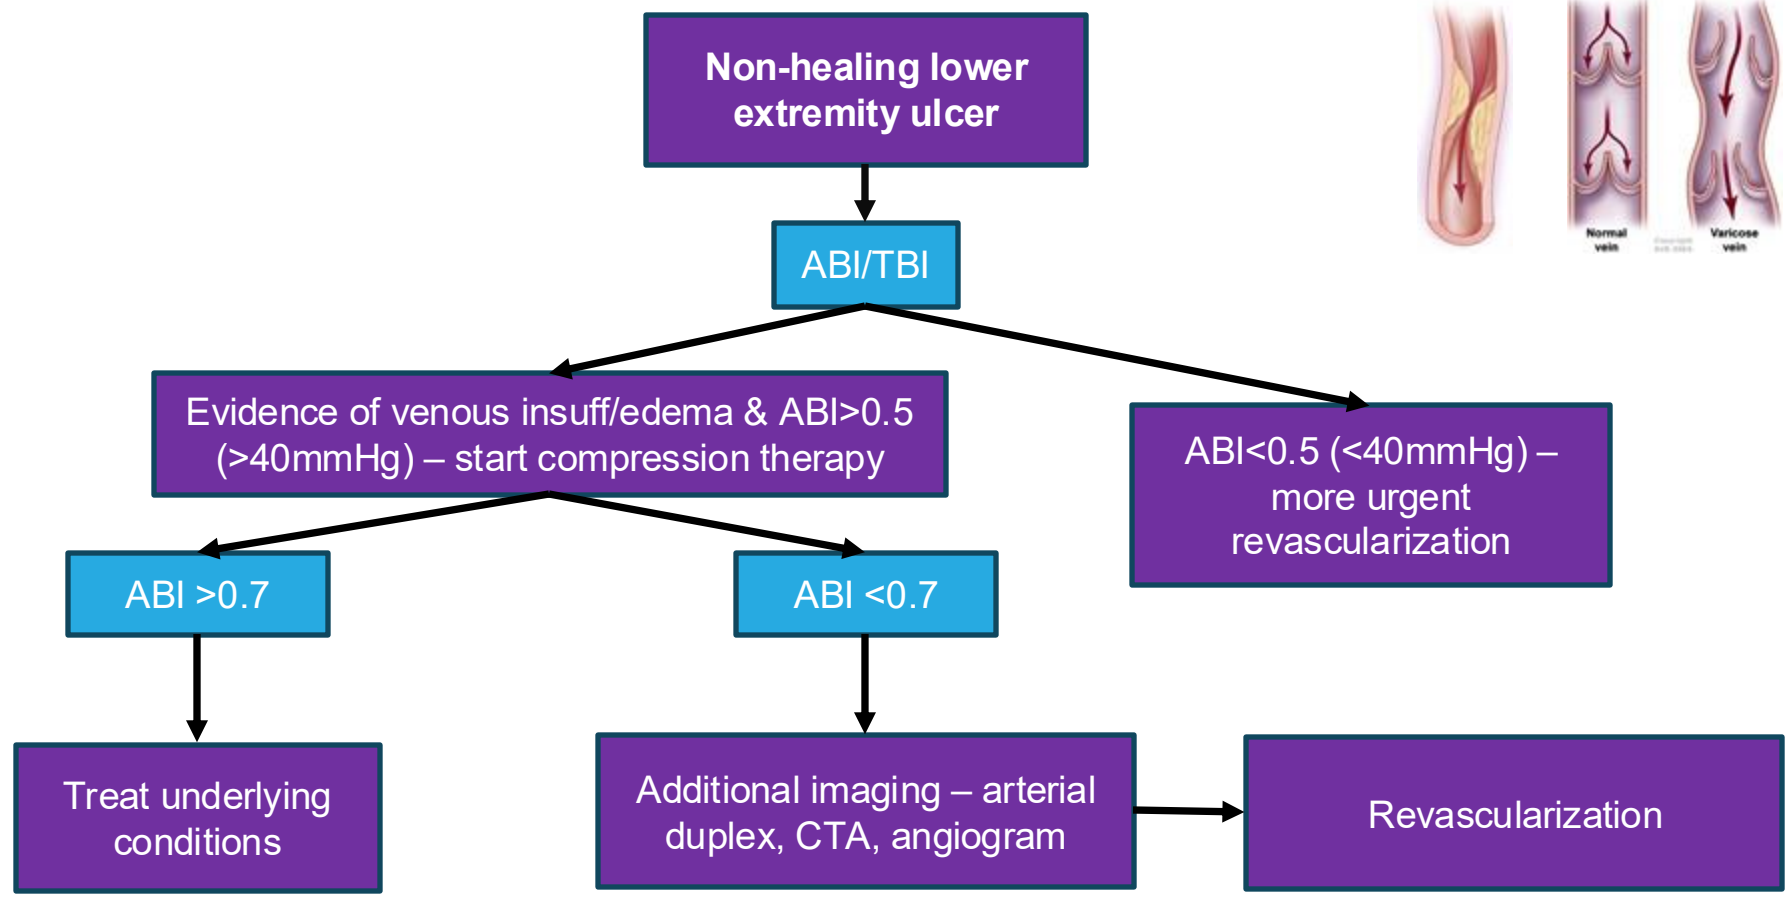 Non-healing lower
extremity ulcer
Normal
vein
Varicose
vein
ABI/TBI
Evidence of venous insuff/edema & ABI>0.5
(>40mmHg) – start compression therapy
ABI<0.5 (<40mmHg) –
more urgent
revascularization
ABI >0.7
ABI <0.7
Treat underlying
conditions
Additional imaging – arterial
duplex, CTA, angiogram
Revascularization